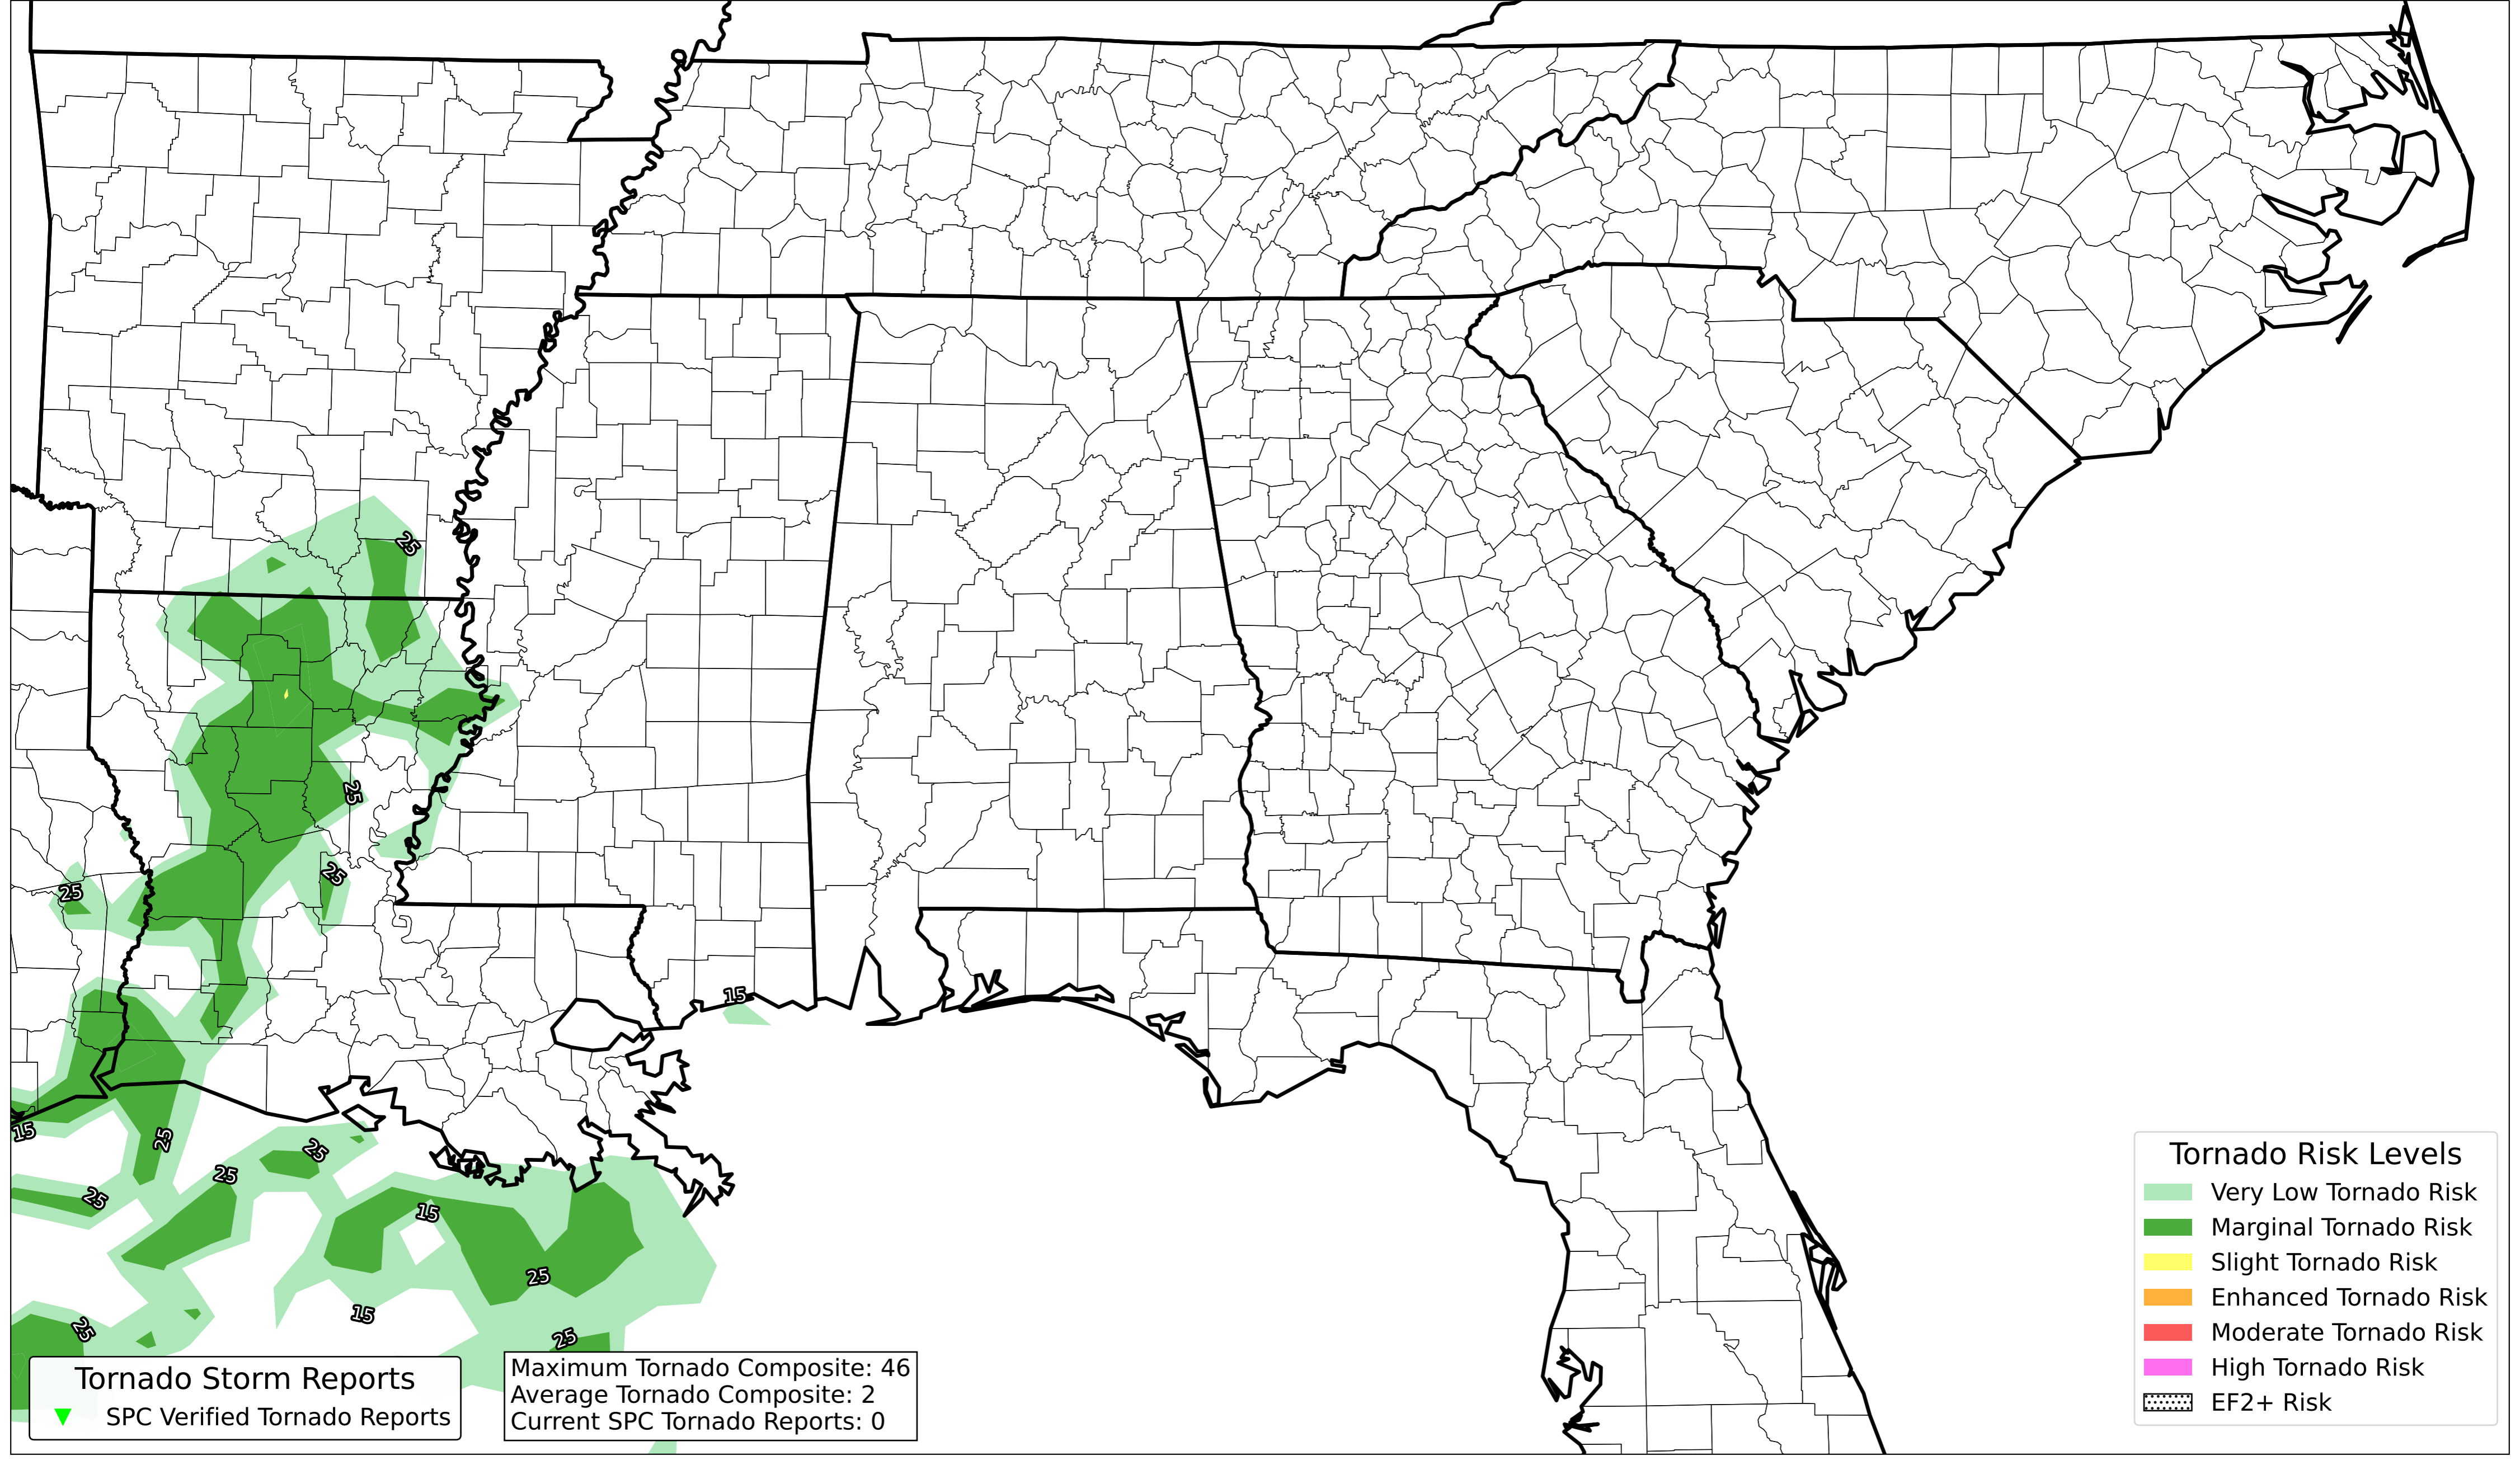 25
25
25
25
15
15
25
25
25
25
15
25
15
25
25
Tornado Storm Reports
SPC Verified Tornado Reports
Maximum Tornado Composite: 46
Average Tornado Composite: 2
Current SPC Tornado Reports: 0
Tornado Risk Levels
Very Low Tornado Risk
Marginal Tornado Risk
Slight Tornado Risk
Enhanced Tornado Risk
Moderate Tornado Risk
High Tornado Risk
EF2+ Risk